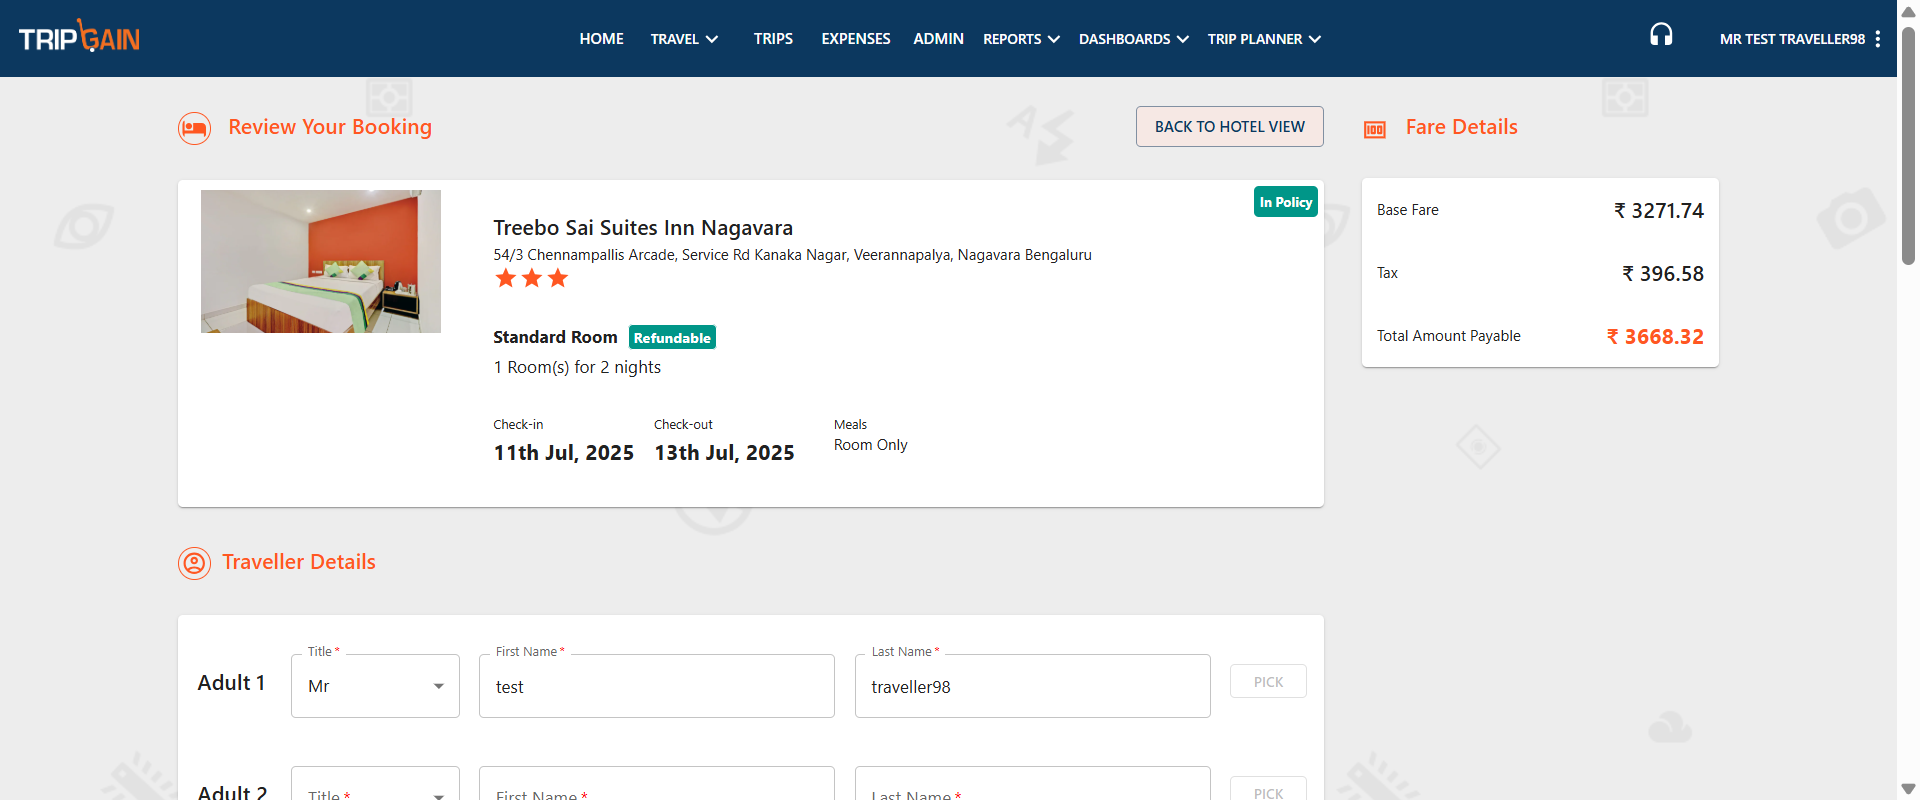 TRIPGAIN
HOME TRAVEL TRIPS EXPENSES ADMIN REPORTS DASHBOARDS TRIP PLANNER MR TEST TRAVELLER98
Review Your Booking
BACK TO HOTEL VIEW
Fare Details
In Policy
Treebo Sai Suites Inn Nagavara
54/3 Chennampallis Arcade, Service Rd Kanaka Nagar, Veerannapalya, Nagavara Bengaluru
Standard Room Refundable
1 Room(s) for 2 nights
Check-in Check-out Meals
11th Jul, 2025 13th Jul, 2025 Room Only
Base Fare ₹ 3271.74
Tax ₹ 396.58
Total Amount Payable ₹ 3668.32
Traveller Details
Title * First Name * Last Name *
Adult 1 Mr test traveller98 PICK
Adult 2 Title * First Name * Last Name * PICK